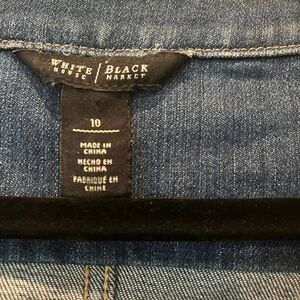 WHITE / BLACK
HOUSE / MARKET
10
MADE IN
CHINA
HECHO EN
CHINA
FABRIQUÉ EN
CHINE